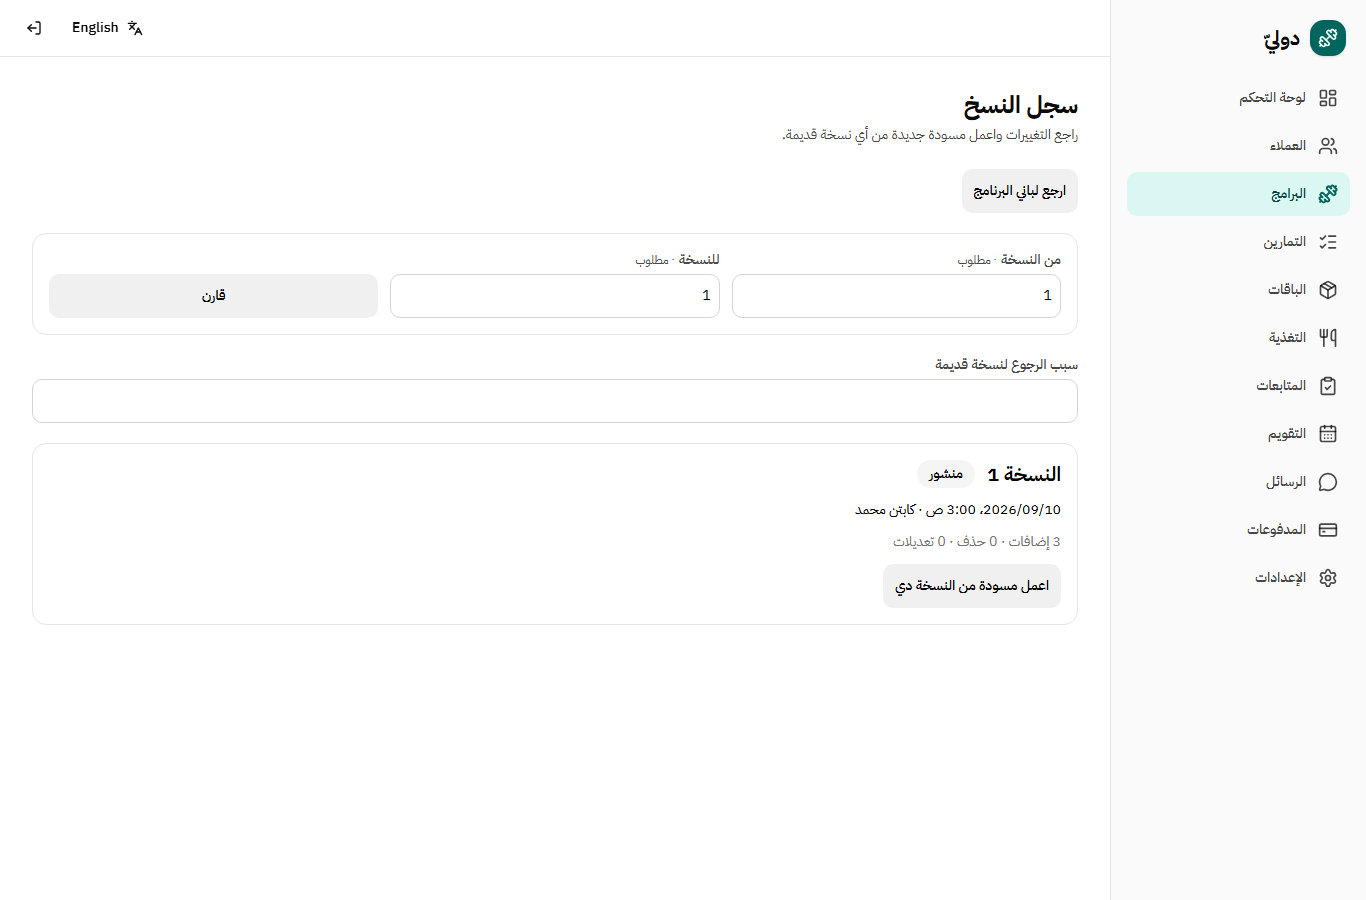 دوليّ
لوحة التحكم
العملاء
البرامج
التمارين
الباقات
التغذية
المتابعات
التقويم
الرسائل
المدفوعات
الإعدادات
English
سجل النسخ
راجع التغييرات واعمل مسودة جديدة من أي نسخة قديمة.
ارجع لباني البرنامج
من النسخة · مطلوب
1
للنسخة · مطلوب
1
قارن
سبب الرجوع لنسخة قديمة
النسخة 1 منشور
2026/09/10، 3:00 ص · كابتن محمد
3 إضافات · 0 حذف · 0 تعديلات
اعمل مسودة من النسخة دي